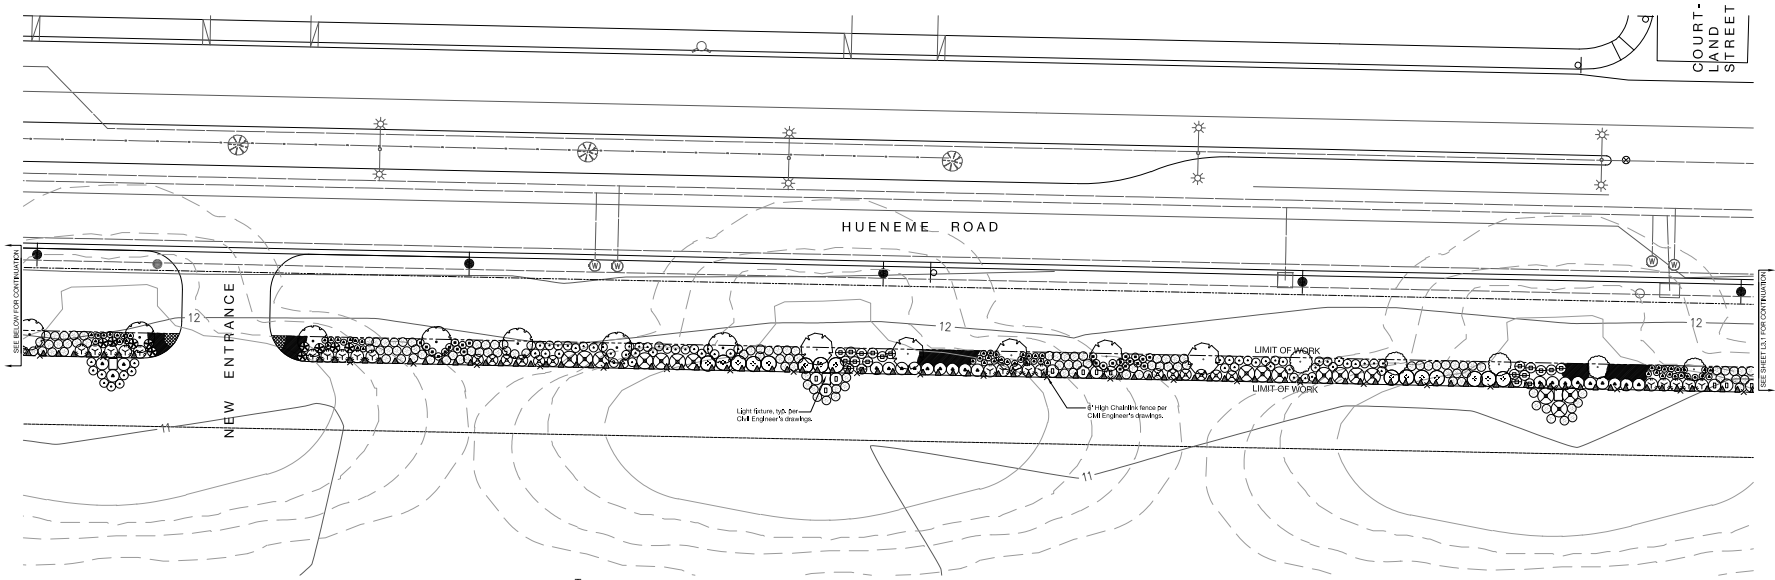 COURT-
LAND
STREET
HUENEME ROAD
SEE BELOW FOR CONTINUATION
NEW ENTRANCE
SEE SHEET L3.1 FOR CONTINUATION
W
W
W
W
12
12
12
LIMIT OF WORK
LIMIT OF WORK
Light fixture, typ. per
Civil Engineer's drawings.
6' High Chainlink fence per
Civil Engineer's drawings.
11
11